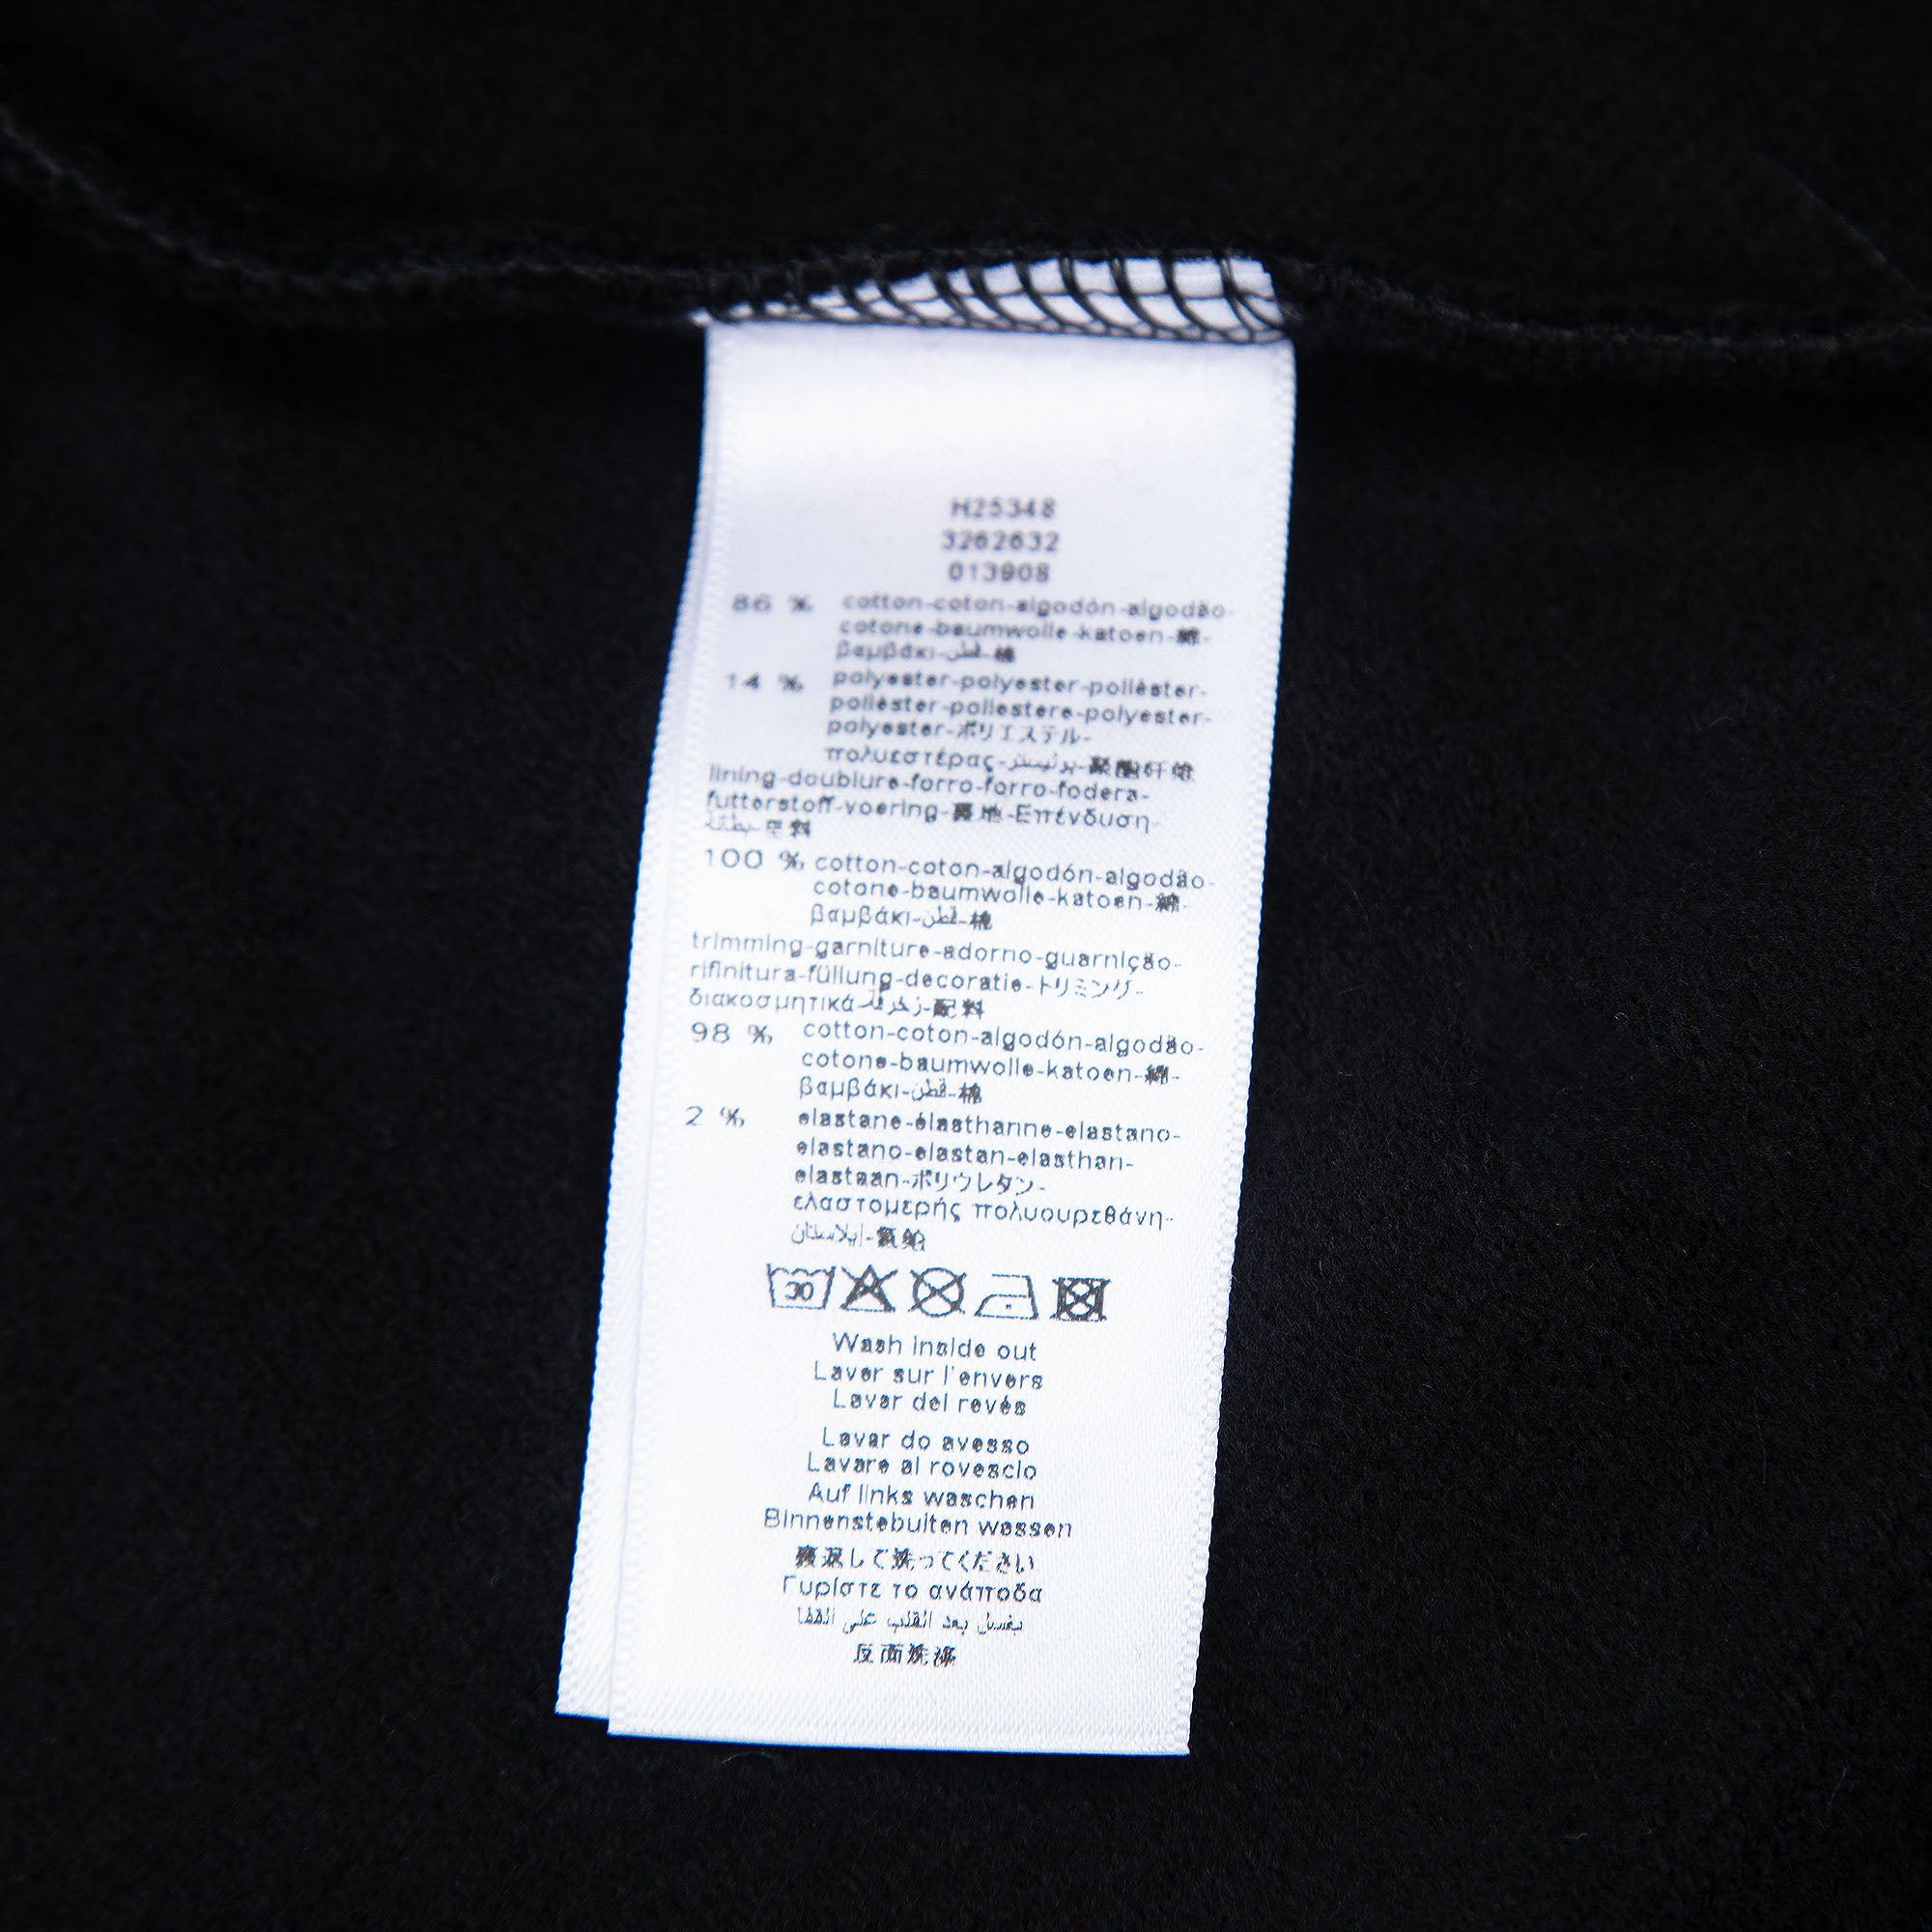 H25348
3262632
013908
86 % cotton-coton-algodón-algodão-
cotone-baumwolle-katoen-綿-
βαμβάκι-قطن-棉
14 % polyester-polyester-poliéster-
poliéster-poliestere-polyester-
polyester-ポリエステル-
πολυεστέρας-بوليستر-聚酯纤维
lining-doublure-forro-forro-fodera-
futterstoff-voering-裏地-Επένδυση-
بطانة-里料
100 % cotton-coton-algodón-algodão-
cotone-baumwolle-katoen-綿-
βαμβάκι-قطن-棉
trimming-garniture-adorno-guarnição-
rifinitura-füllung-decoratie-トリミング-
διακοσμητικά-زخرفة-配料
98 % cotton-coton-algodón-algodão-
cotone-baumwolle-katoen-綿-
βαμβάκι-قطن-棉
2 % elastane-élasthanne-elastano-
elastano-elastan-elasthan-
elastaan-ポリウレタン-
ελαστομερής πολυουρεθάνη-
إيلاستان-氨纶
30
Wash inside out
Laver sur l'envers
Lavar del revés
Lavar do avesso
Lavare al rovescio
Auf links waschen
Binnenstebuiten wassen
裏返して洗ってください
Γυρίστε το ανάποδα
يغسل بعد القلب على القفا
反面洗涤